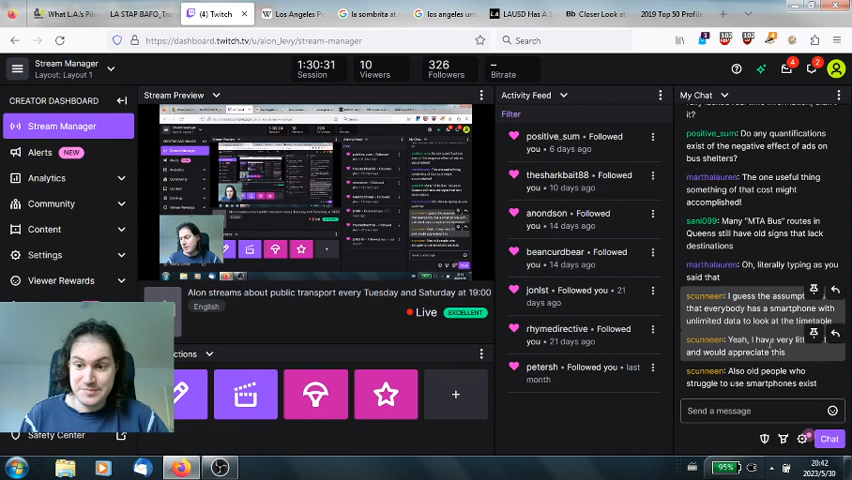 What L.A.'s Pil
LA STAP BAFO_Tra
(4) Twitch
Los Angeles Po
la sombrita at
los angeles un
LAUSD Has A S
Closer Look at
2019 Top 50 Profile
https://dashboard.twitch.tv/u/alon_levy/stream-manager
Search
Stream Manager
Layout: Layout 1
1:30:31
Session
10
Viewers
326
Followers
–
Bitrate
4
2
CREATOR DASHBOARD
Stream Manager
Alerts NEW
Analytics
Community
Content
Settings
Viewer Rewards
Safety Center
Stream Preview
Alon streams about public transport every Tuesday and Saturday at 19:00
English
Live EXCELLENT
ctions
Activity Feed
Filter
positive_sum Followed
you • 6 days ago
thesharkbait88 Followed
you • 10 days ago
anondson Followed
you • 14 days ago
beancurdbear Followed
you • 14 days ago
jonlst Followed you • 21
days ago
rhymedirective Followed
you • 21 days ago
petersh Followed you • last
month
My Chat
it?
positive_sum: Do any quantifications
exist of the negative effect of ads on
bus shelters?
marthalauren: The one useful thing
something of that cost might
accomplished!
sani099: Many "MTA Bus" routes in
Queens still have old signs that lack
destinations
marthalauren: Oh, literally typing as you
said that
scunneen: I guess the assumpt
that everybody has a smartphone with
unlimited data to look at the timetable
scunneen: Yeah, I have very
and would appreciate this
scunneen: Also old people who
struggle to use smartphones exist
Send a message
Chat
95%
20:42
2023/5/30